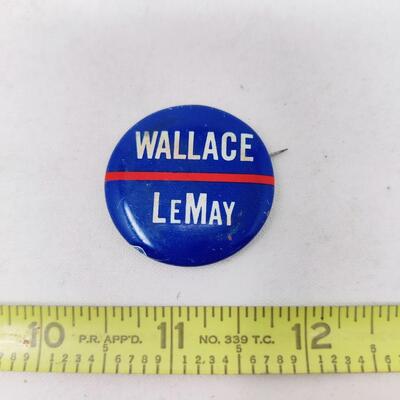 WALLACE
LEMAY
10 P.R. APP'D. 11 NO. 339 T.C. 12